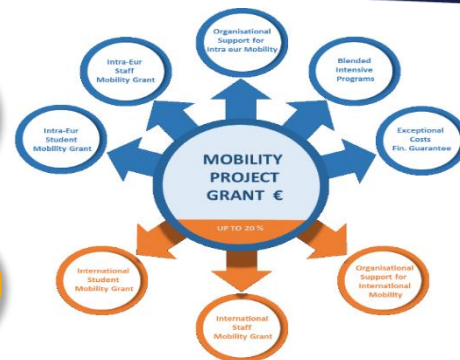 Organisational
Support for
Intra eur Mobility
Intra-Eur
Staff
Mobility Grant
Blended
Intensive
Programs
Intra-Eur
Student
Mobility Grant
Exceptional
Costs
Fin. Guarantee
MOBILITY
PROJECT
GRANT €
UP TO 20 %
International
Student
Mobility Grant
International
Staff
Mobility Grant
Organisational
Support for
International
Mobility